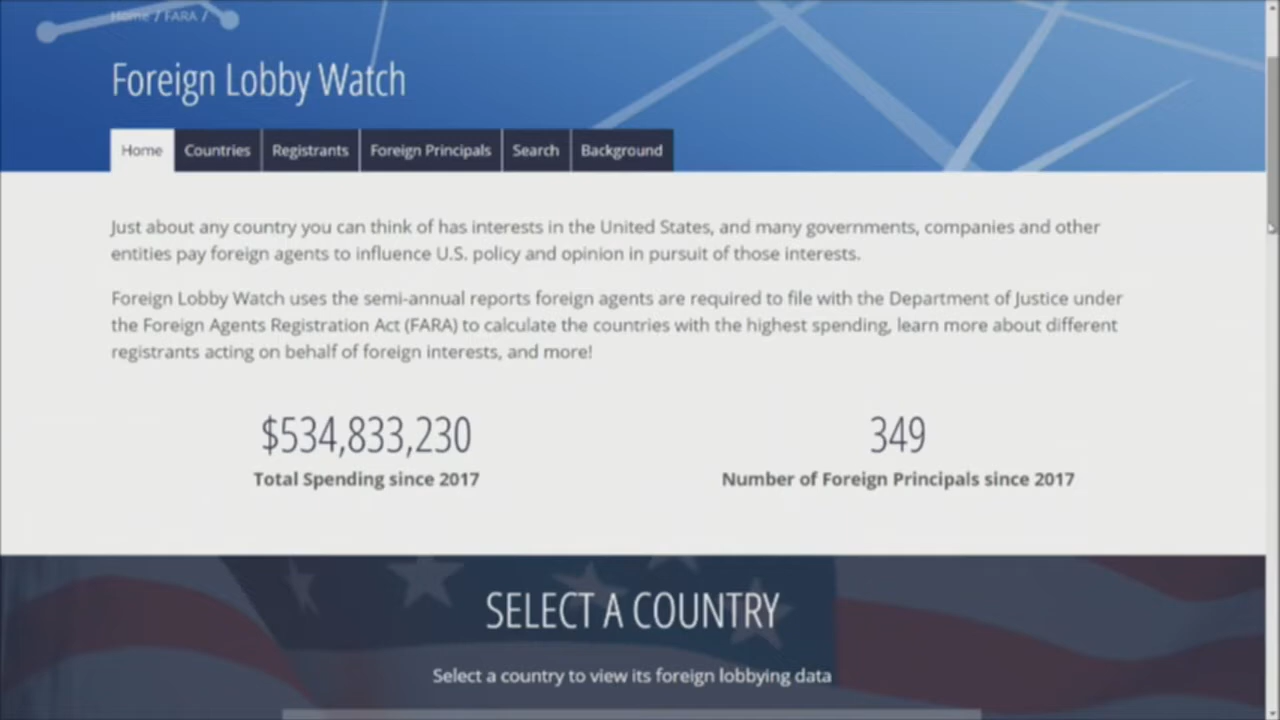 Home / FARA /
Foreign Lobby Watch
Home Countries Registrants Foreign Principals Search Background
Just about any country you can think of has interests in the United States, and many governments, companies and other
entities pay foreign agents to influence U.S. policy and opinion in pursuit of those interests.
Foreign Lobby Watch uses the semi-annual reports foreign agents are required to file with the Department of Justice under
the Foreign Agents Registration Act (FARA) to calculate the countries with the highest spending, learn more about different
registrants acting on behalf of foreign interests, and more!
$534,833,230 349
Total Spending since 2017 Number of Foreign Principals since 2017
SELECT A COUNTRY
Select a country to view its foreign lobbying data